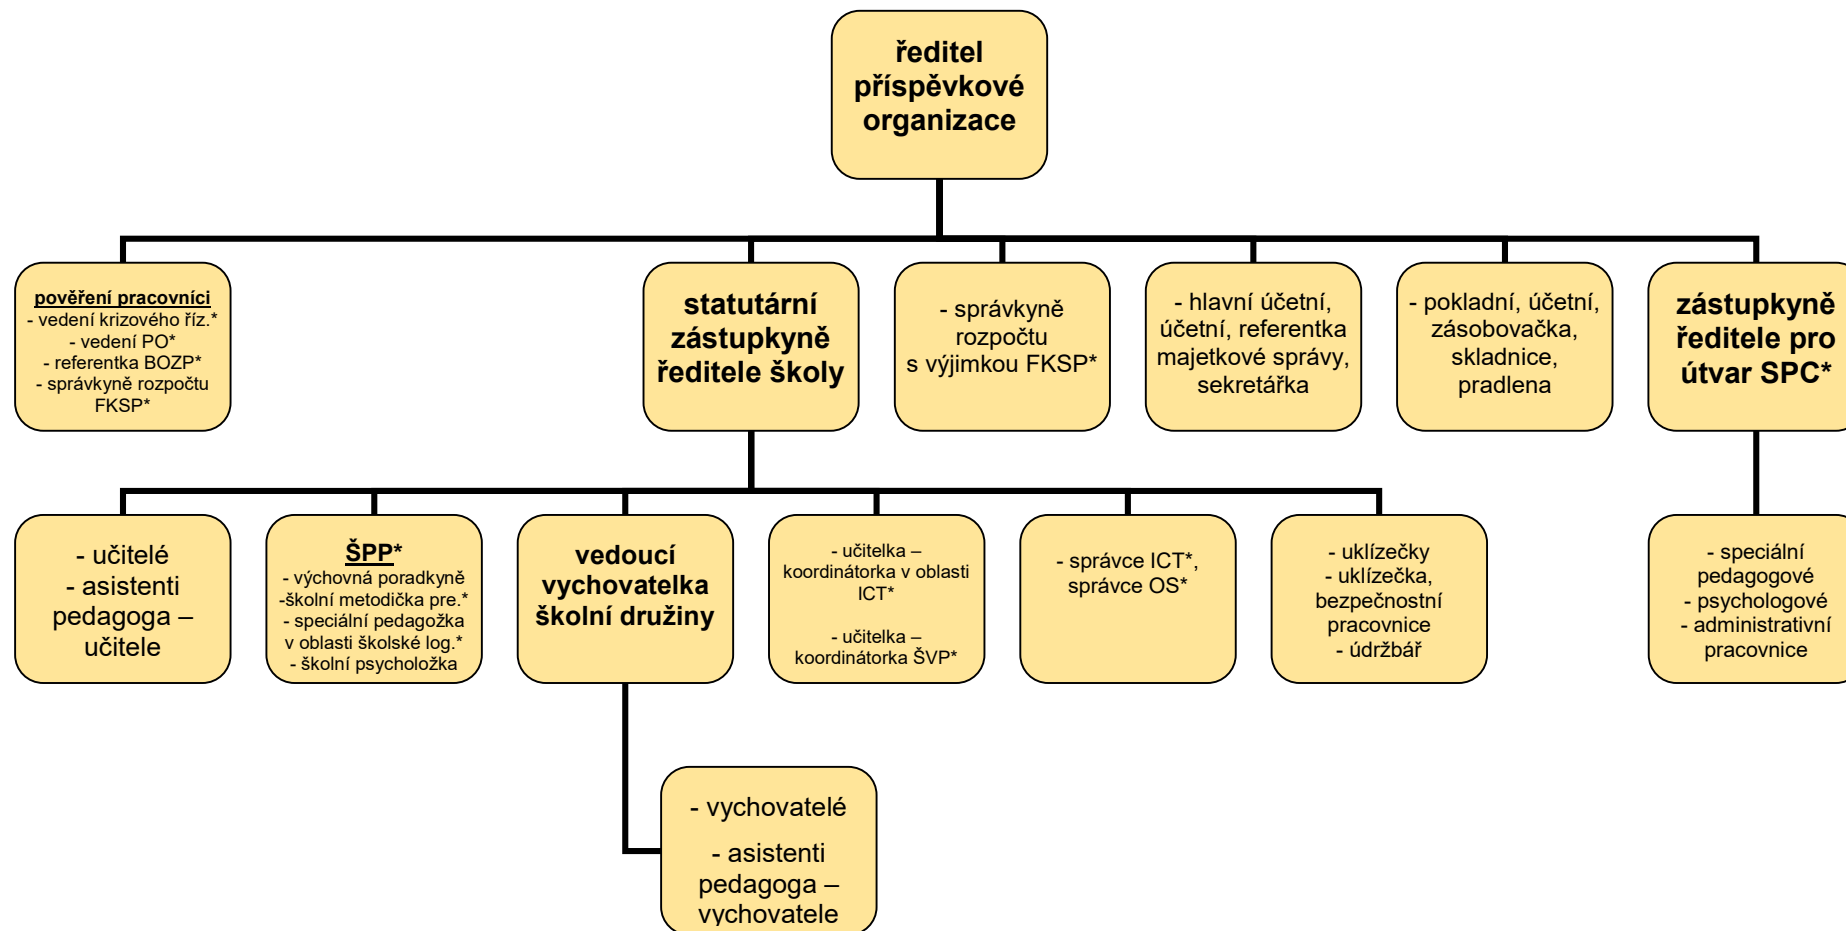 ředitel
příspěvkové
organizace
pověření pracovníci
- vedení krizového říz.*
- vedení PO*
- referentka BOZP*
- správkyně rozpočtu
FKSP*
statutární
zástupkyně
ředitele školy
- správkyně
rozpočtu
s výjimkou FKSP*
- hlavní účetní,
účetní, referentka
majetkové správy,
sekretářka
- pokladní, účetní,
zásobovačka,
skladnice,
pradlena
zástupkyně
ředitele pro
útvar SPC*
- učitelé
- asistenti
pedagoga –
učitele
ŠPP*
- výchovná poradkyně
-školní metodička pre.*
- speciální pedagožka
v oblasti školské log.*
- školní psycholožka
vedoucí
vychovatelka
školní družiny
- učitelka –
koordinátorka v oblasti
ICT*
- učitelka –
koordinátorka ŠVP*
- správce ICT*,
správce OS*
- uklízečky
- uklízečka,
bezpečnostní
pracovnice
- údržbář
- speciální
pedagogové
- psychologové
- administrativní
pracovnice
- vychovatelé
- asistenti
pedagoga –
vychovatele